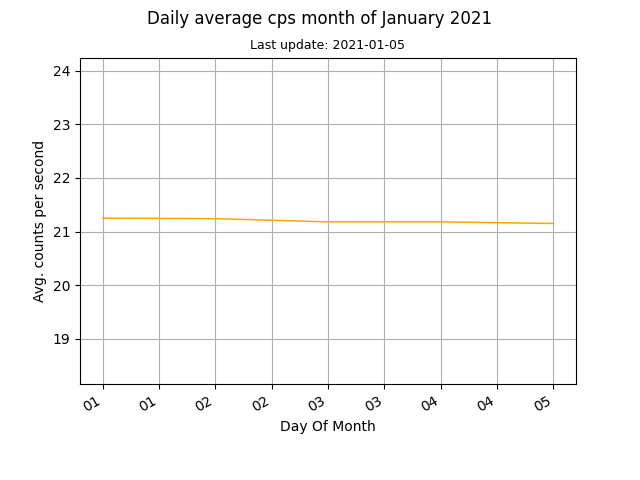 Daily average cps month of January 2021
Last update: 2021-01-05
Avg. counts per second
24
23
22
21
20
19
01 01 02 02 03 03 04 04 05
Day Of Month